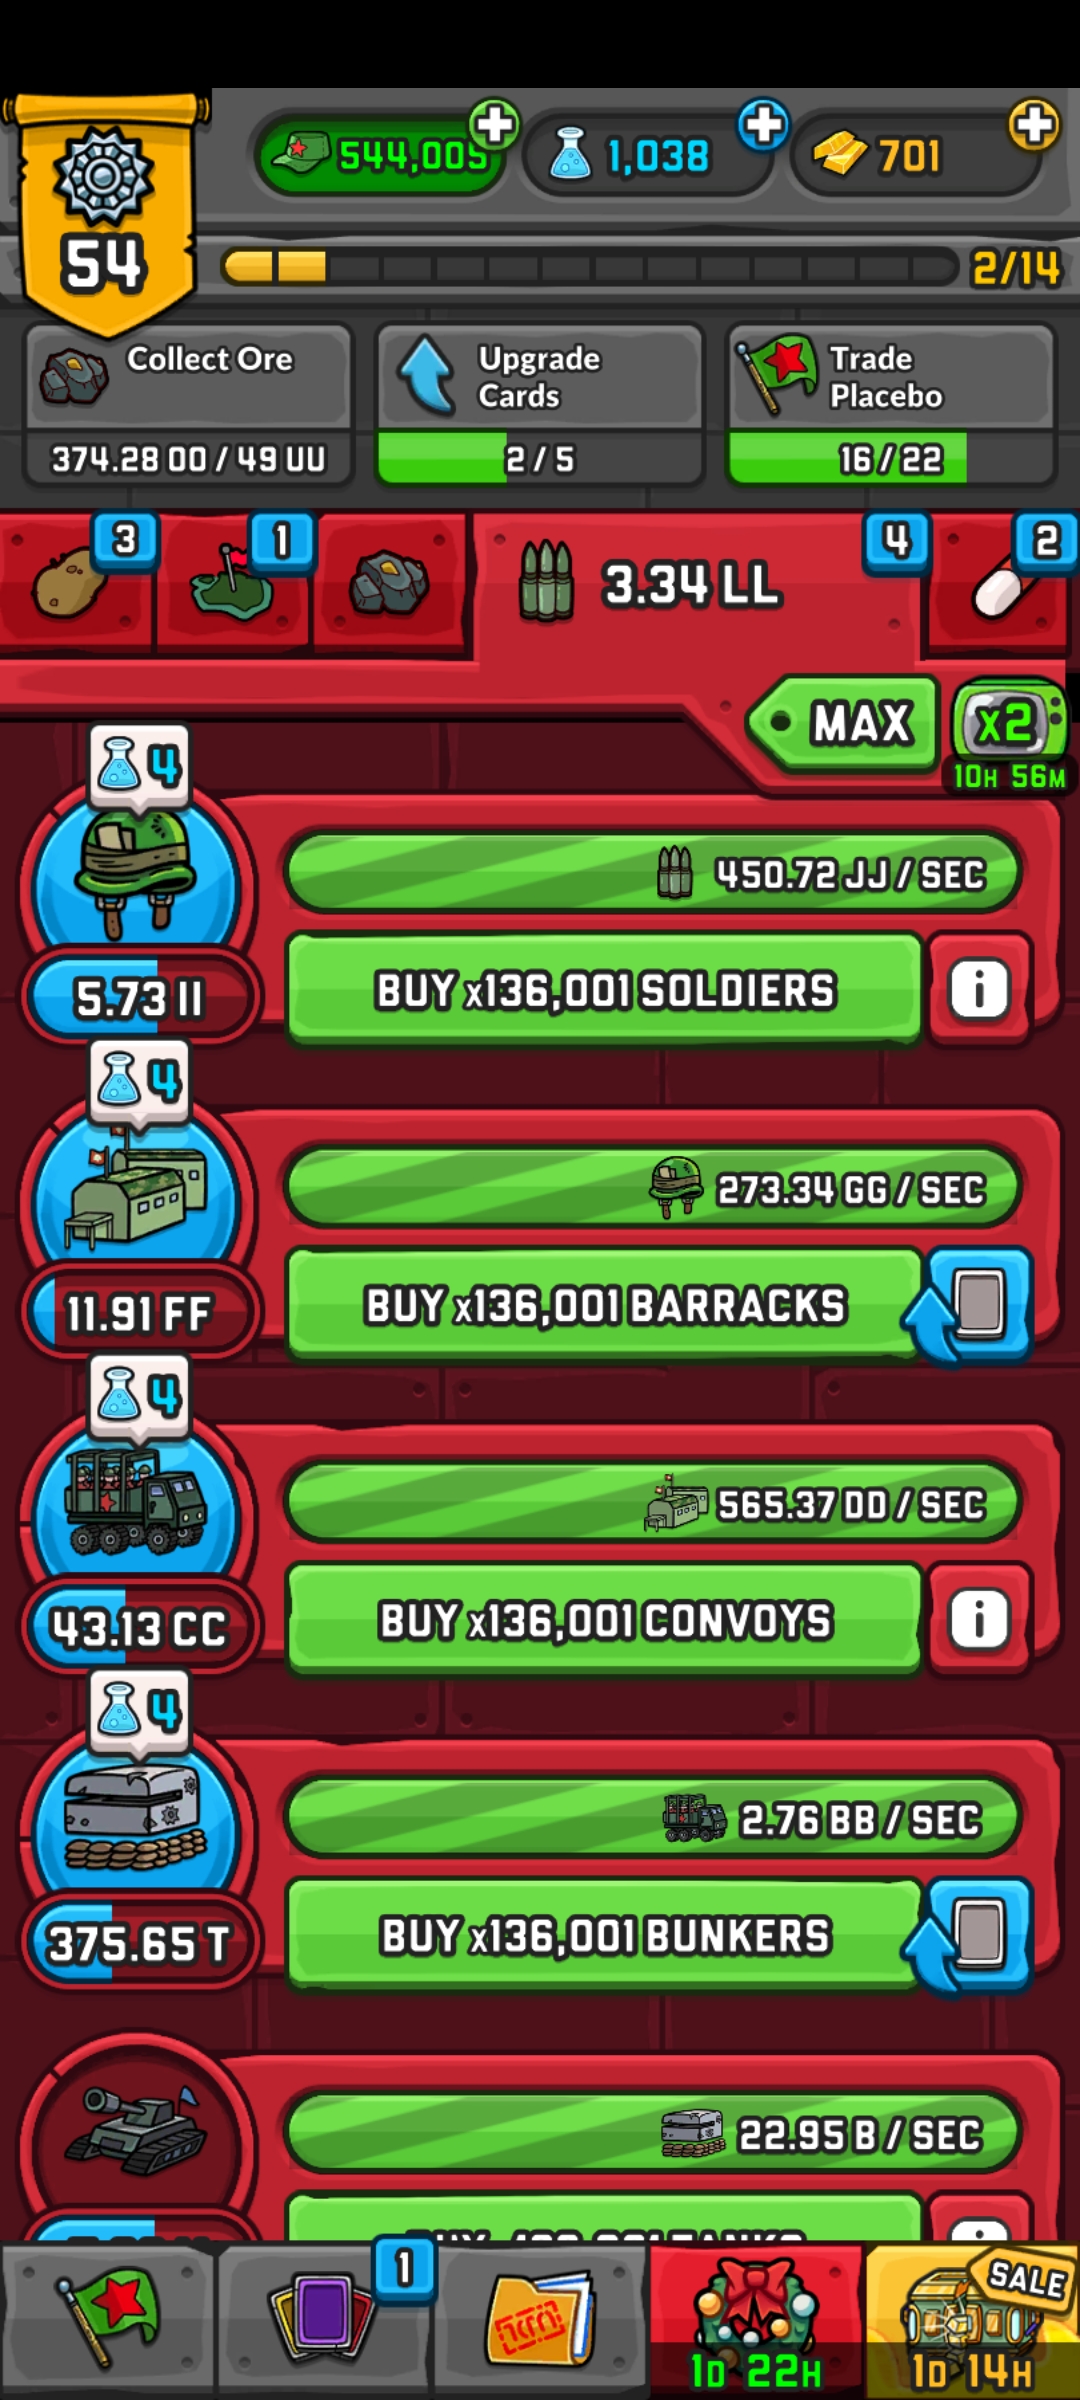 544,005
1,038
701
54
2/14
Collect Ore
Upgrade
Cards
Trade
Placebo
374.28 OO / 49 UU
2 / 5
16 / 22
3
1
3.34 LL
4
2
MAX
x2
10H 56M
4
450.72 JJ / SEC
5.73 II
BUY x136,001 SOLDIERS
i
4
273.34 GG / SEC
11.91 FF
BUY x136,001 BARRACKS
4
565.37 DD / SEC
43.13 CC
BUY x136,001 CONVOYS
i
4
2.76 BB / SEC
375.65 T
BUY x136,001 BUNKERS
22.95 B / SEC
1
SALE
1D 22H
1D 14H